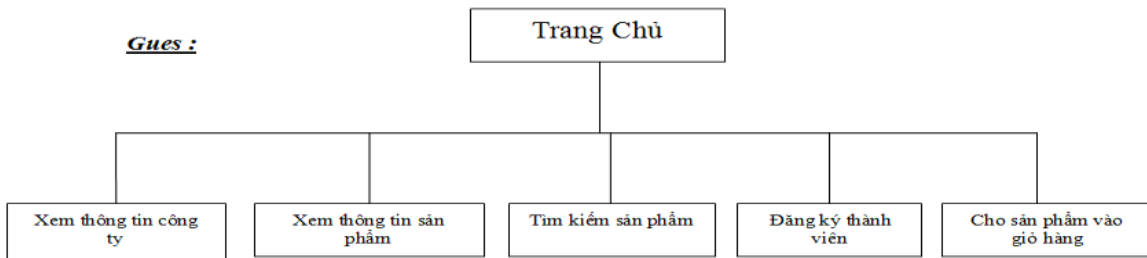 Trang Chủ
Gues :
Xem thông tin công
ty
Xem thông tin sản
phẩm
Tìm kiếm sản phẩm
Đăng ký thành
viên
Cho sản phẩm vào
giỏ hàng